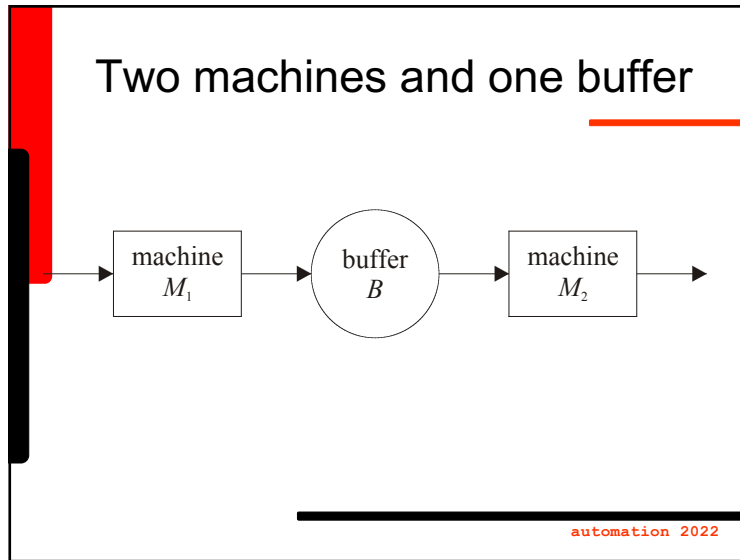 Two machines and one buffer
machine
M₁
buffer
B
machine
M₂
automation 2022